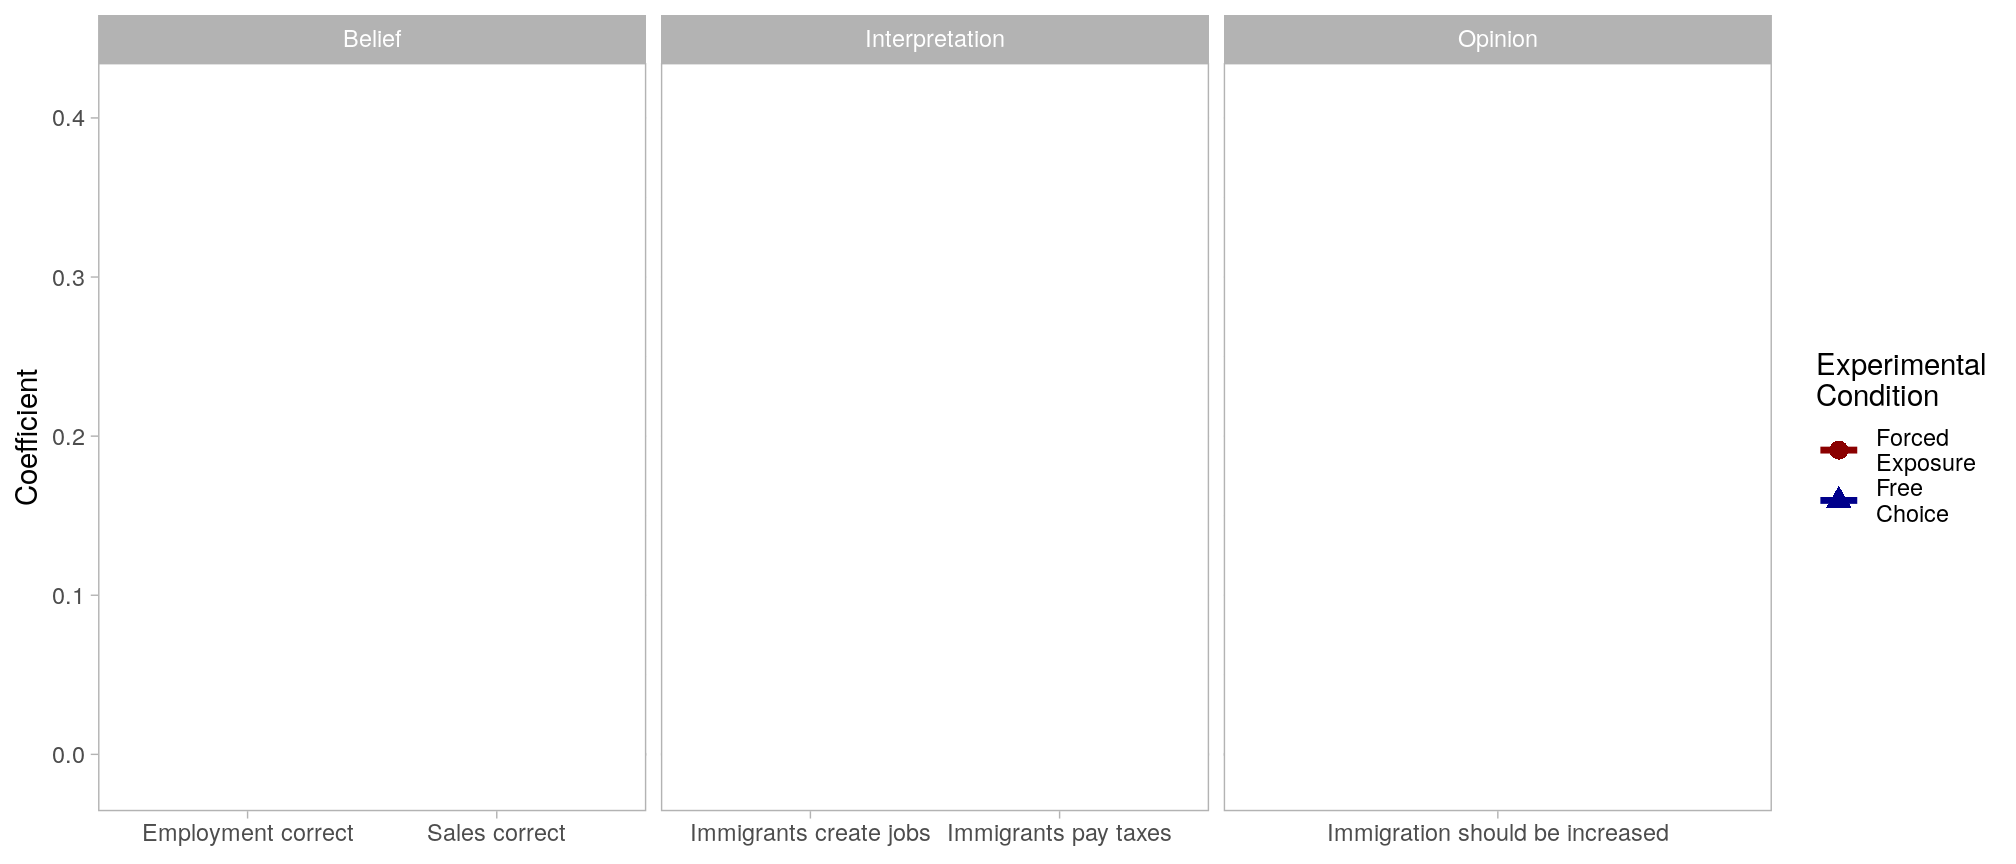 Belief
Interpretation
Opinion
Coefficient
0.4
0.3
0.2
0.1
0.0
Employment correct
Sales correct
Immigrants create jobs
Immigrants pay taxes
Immigration should be increased
Experimental
Condition
Forced
Exposure
Free
Choice